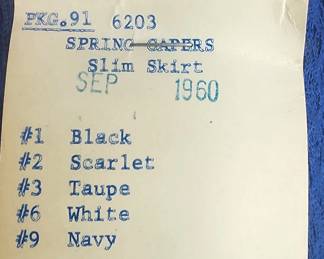 PKG.91 6203
SPRING CAPERS
Slim Skirt
SEP 1960
#1 Black
#2 Scarlet
#3 Taupe
#6 White
#9 Navy